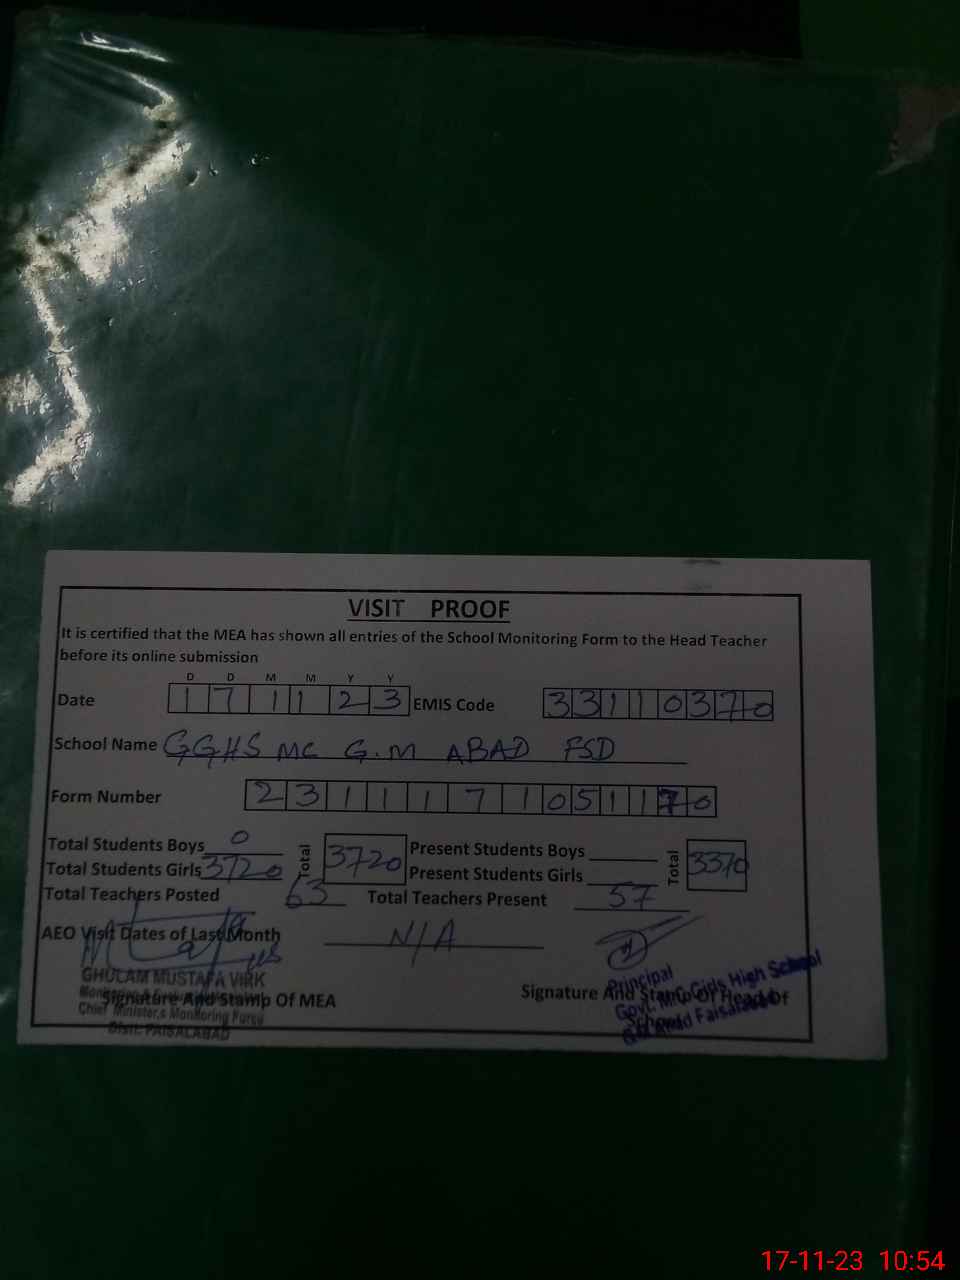 VISIT PROOF
It is certified that the MEA has shown all entries of the School Monitoring Form to the Head Teacher
before its online submission
D D M M Y Y
Date 1 7 1 1 2 3 EMIS Code 3 3 1 1 0 3 7 0
School Name GGHS MC G.M ABAD FSD
Form Number 2 3 1 1 1 7 1 0 5 1 1 7 0
Total Students Boys 0 Total 3720 Present Students Boys Total 3370
Total Students Girls 3720 Present Students Girls
Total Teachers Posted 63 Total Teachers Present 57
AEO Visit Dates of Last Month N/A
GHULAM MUSTAFA VIRK
Signature And Stamp Of MEA
Chief Minister,s Monitoring Force
Distt. FAISALABAD
Principal
Signature And Stamp Of Head Of
Govt. M.C. Girls High School
School
Faisalabad
17-11-23 10:54